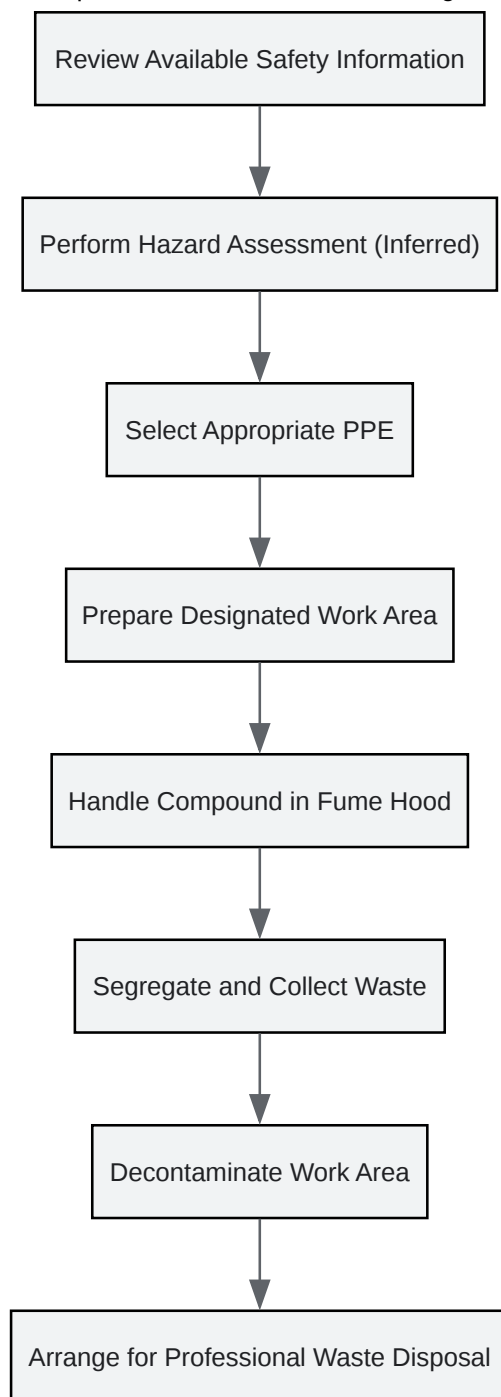 Review Available Safety Information
Perform Hazard Assessment (Inferred)
Select Appropriate PPE
Prepare Designated Work Area
Handle Compound in Fume Hood
Segregate and Collect Waste
Decontaminate Work Area
Arrange for Professional Waste Disposal